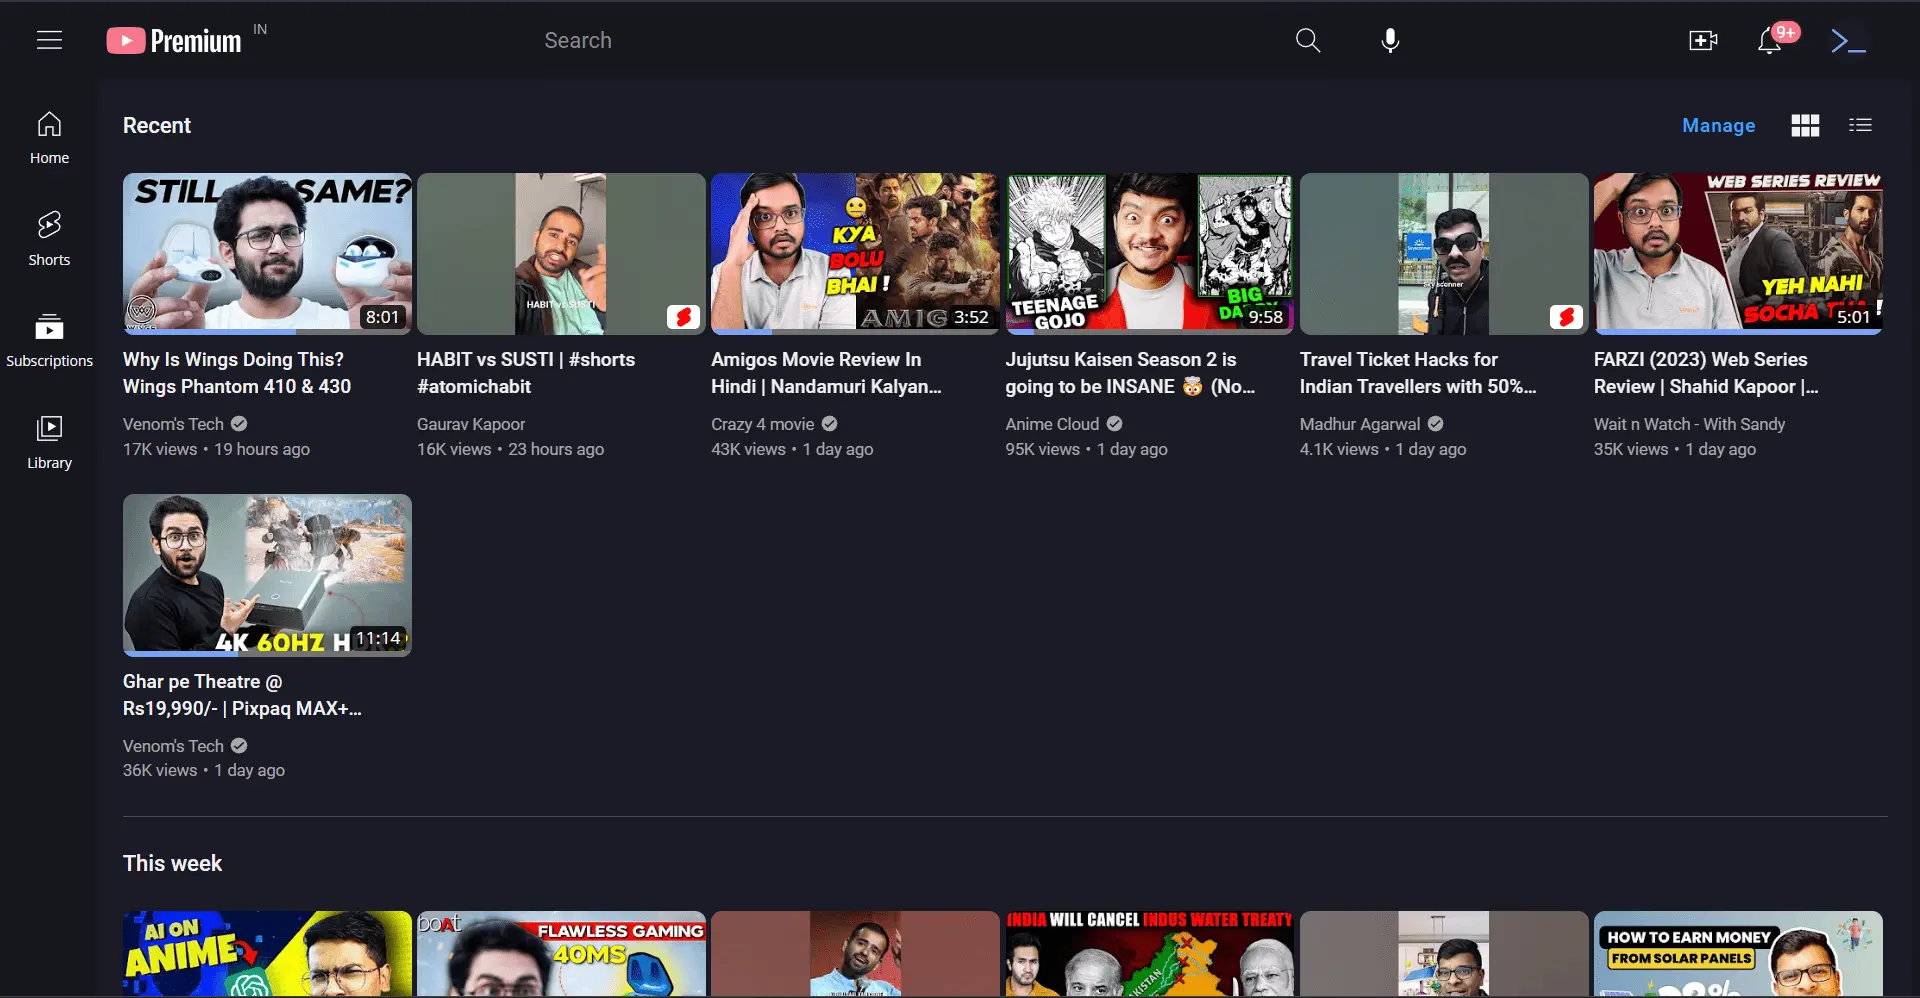 Premium IN
Search
9+
Home
Shorts
Subscriptions
Library
Recent
Manage
STILL SAME?
8:01
Why Is Wings Doing This?
Wings Phantom 410 & 430
Venom's Tech
17K views • 19 hours ago
HABIT vs SUSTI
HABIT vs SUSTI | #shorts
#atomichabit
Gaurav Kapoor
16K views • 23 hours ago
KYA
BOLU
BHAI !
AMIG
3:52
Amigos Movie Review In
Hindi | Nandamuri Kalyan...
Crazy 4 movie
43K views • 1 day ago
TEENAGE
GOJO
BIG
9:58
Jujutsu Kaisen Season 2 is
going to be INSANE 🤯 (No...
Anime Cloud
95K views • 1 day ago
Skyscanner
Travel Ticket Hacks for
Indian Travellers with 50%...
Madhur Agarwal
4.1K views • 1 day ago
WEB SERIES REVIEW
YEH NAHI
SOCHA THA !
5:01
FARZI (2023) Web Series
Review | Shahid Kapoor |...
Wait n Watch - With Sandy
35K views • 1 day ago
4K 60HZ
11:14
Ghar pe Theatre @
Rs19,990/- | Pixpaq MAX+...
Venom's Tech
36K views • 1 day ago
This week
AI ON
ANIME
boAt
FLAWLESS GAMING
40MS
INDIA WILL CANCEL INDUS WATER TREATY
PAKISTAN
HOW TO EARN MONEY
FROM SOLAR PANELS